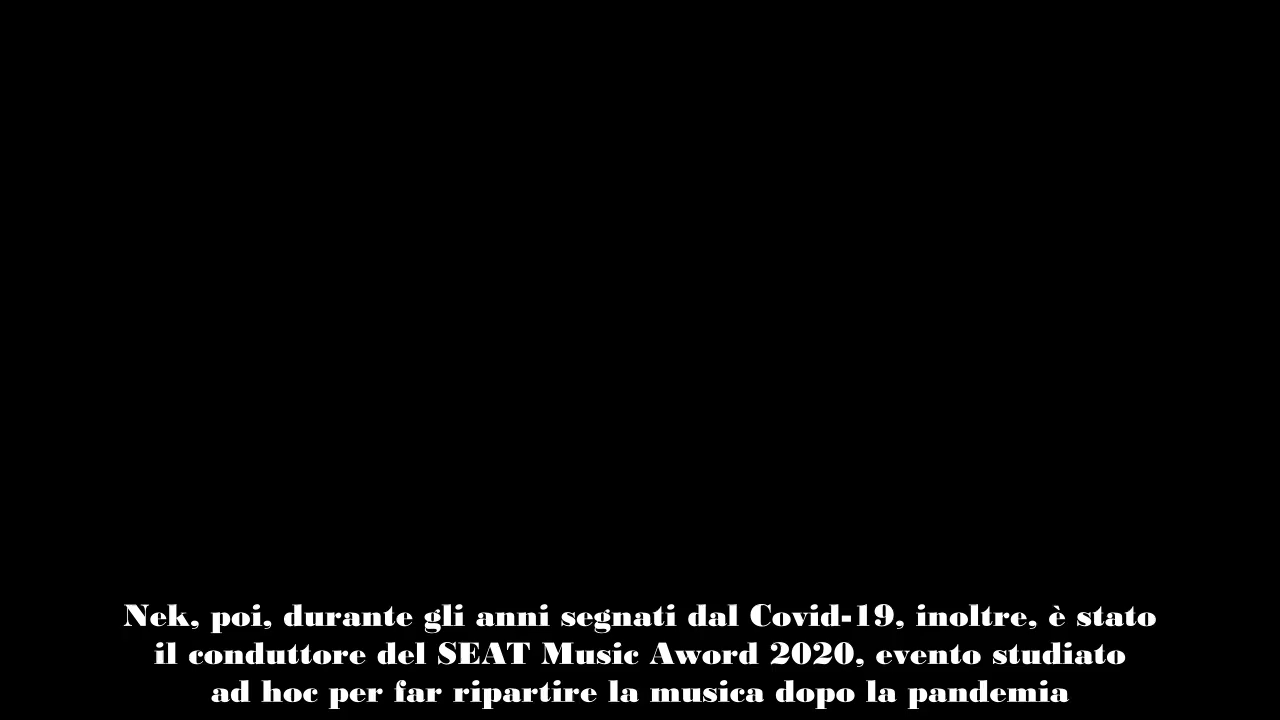 Nek, poi, durante gli anni segnati dal Covid-19, inoltre, è stato
il conduttore del SEAT Music Aword 2020, evento studiato
ad hoc per far ripartire la musica dopo la pandemia